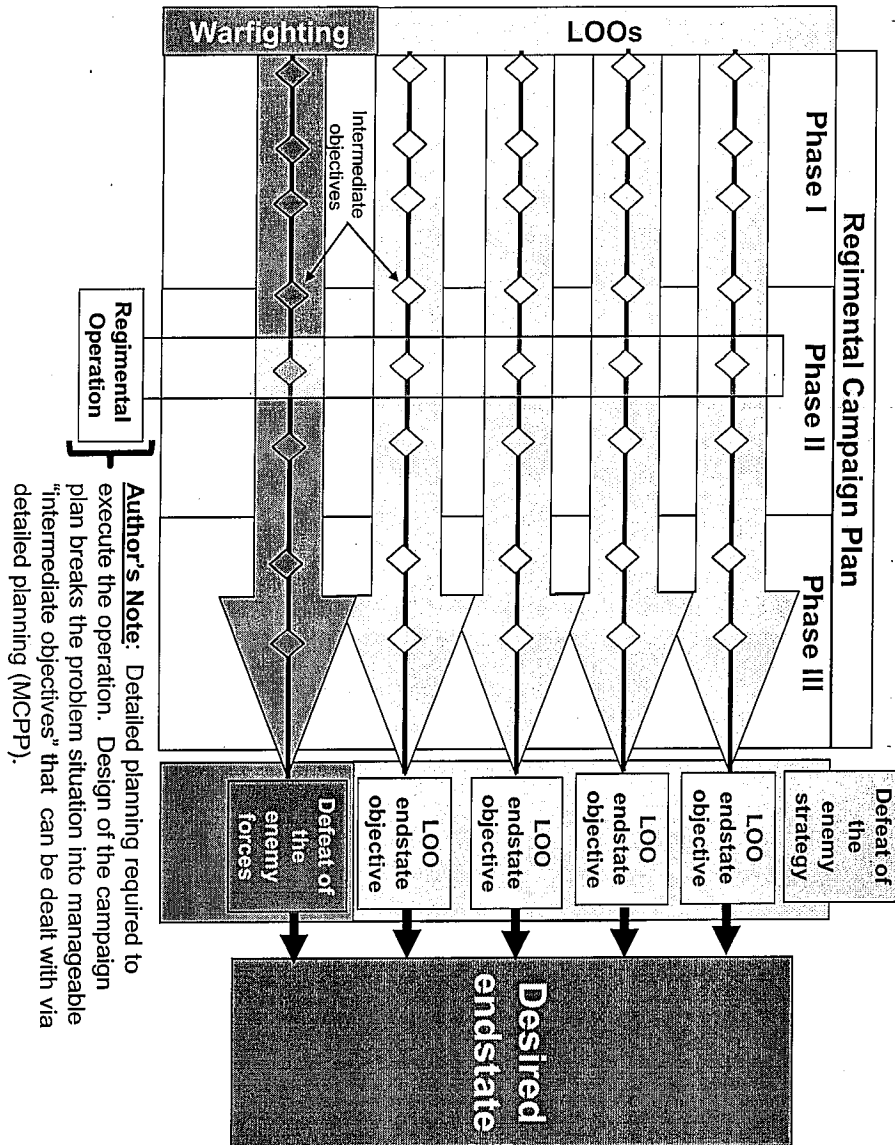 Regimental Campaign Plan
Phase I
Phase II
Phase III
LOOs
Warfighting
Intermediate
objectives
Defeat of
the
enemy
strategy
LOO
endstate
objective
LOO
endstate
objective
LOO
endstate
objective
LOO
endstate
objective
Defeat of
the
enemy
forces
Desired
endstate
Regimental
Operation
Author's Note: Detailed planning required to
execute the operation. Design of the campaign
plan breaks the problem situation into manageable
"intermediate objectives" that can be dealt with via
detailed planning (MCPP).